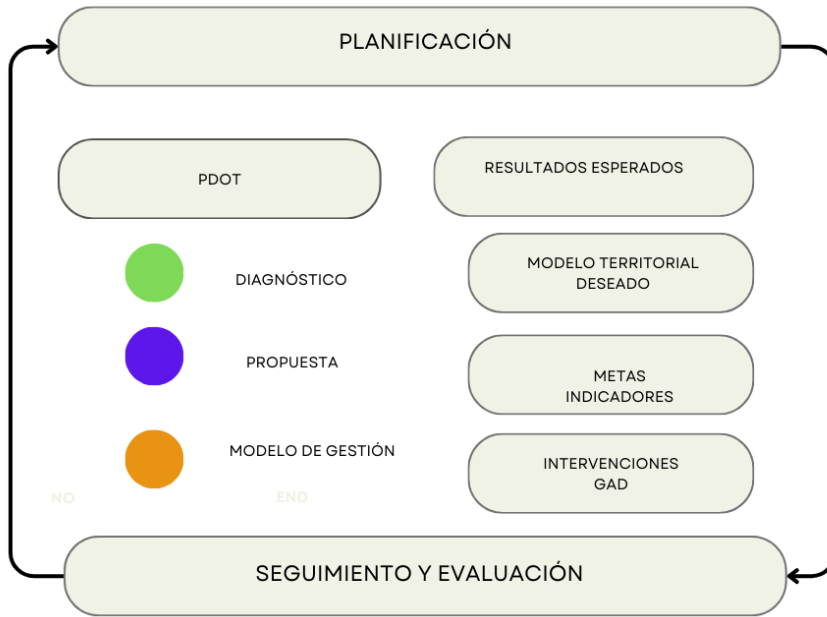 PLANIFICACIÓN
PDOT
RESULTADOS ESPERADOS
DIAGNÓSTICO
MODELO TERRITORIAL
DESEADO
PROPUESTA
METAS
INDICADORES
MODELO DE GESTIÓN
INTERVENCIONES
GAD
NO
END
SEGUIMIENTO Y EVALUACIÓN